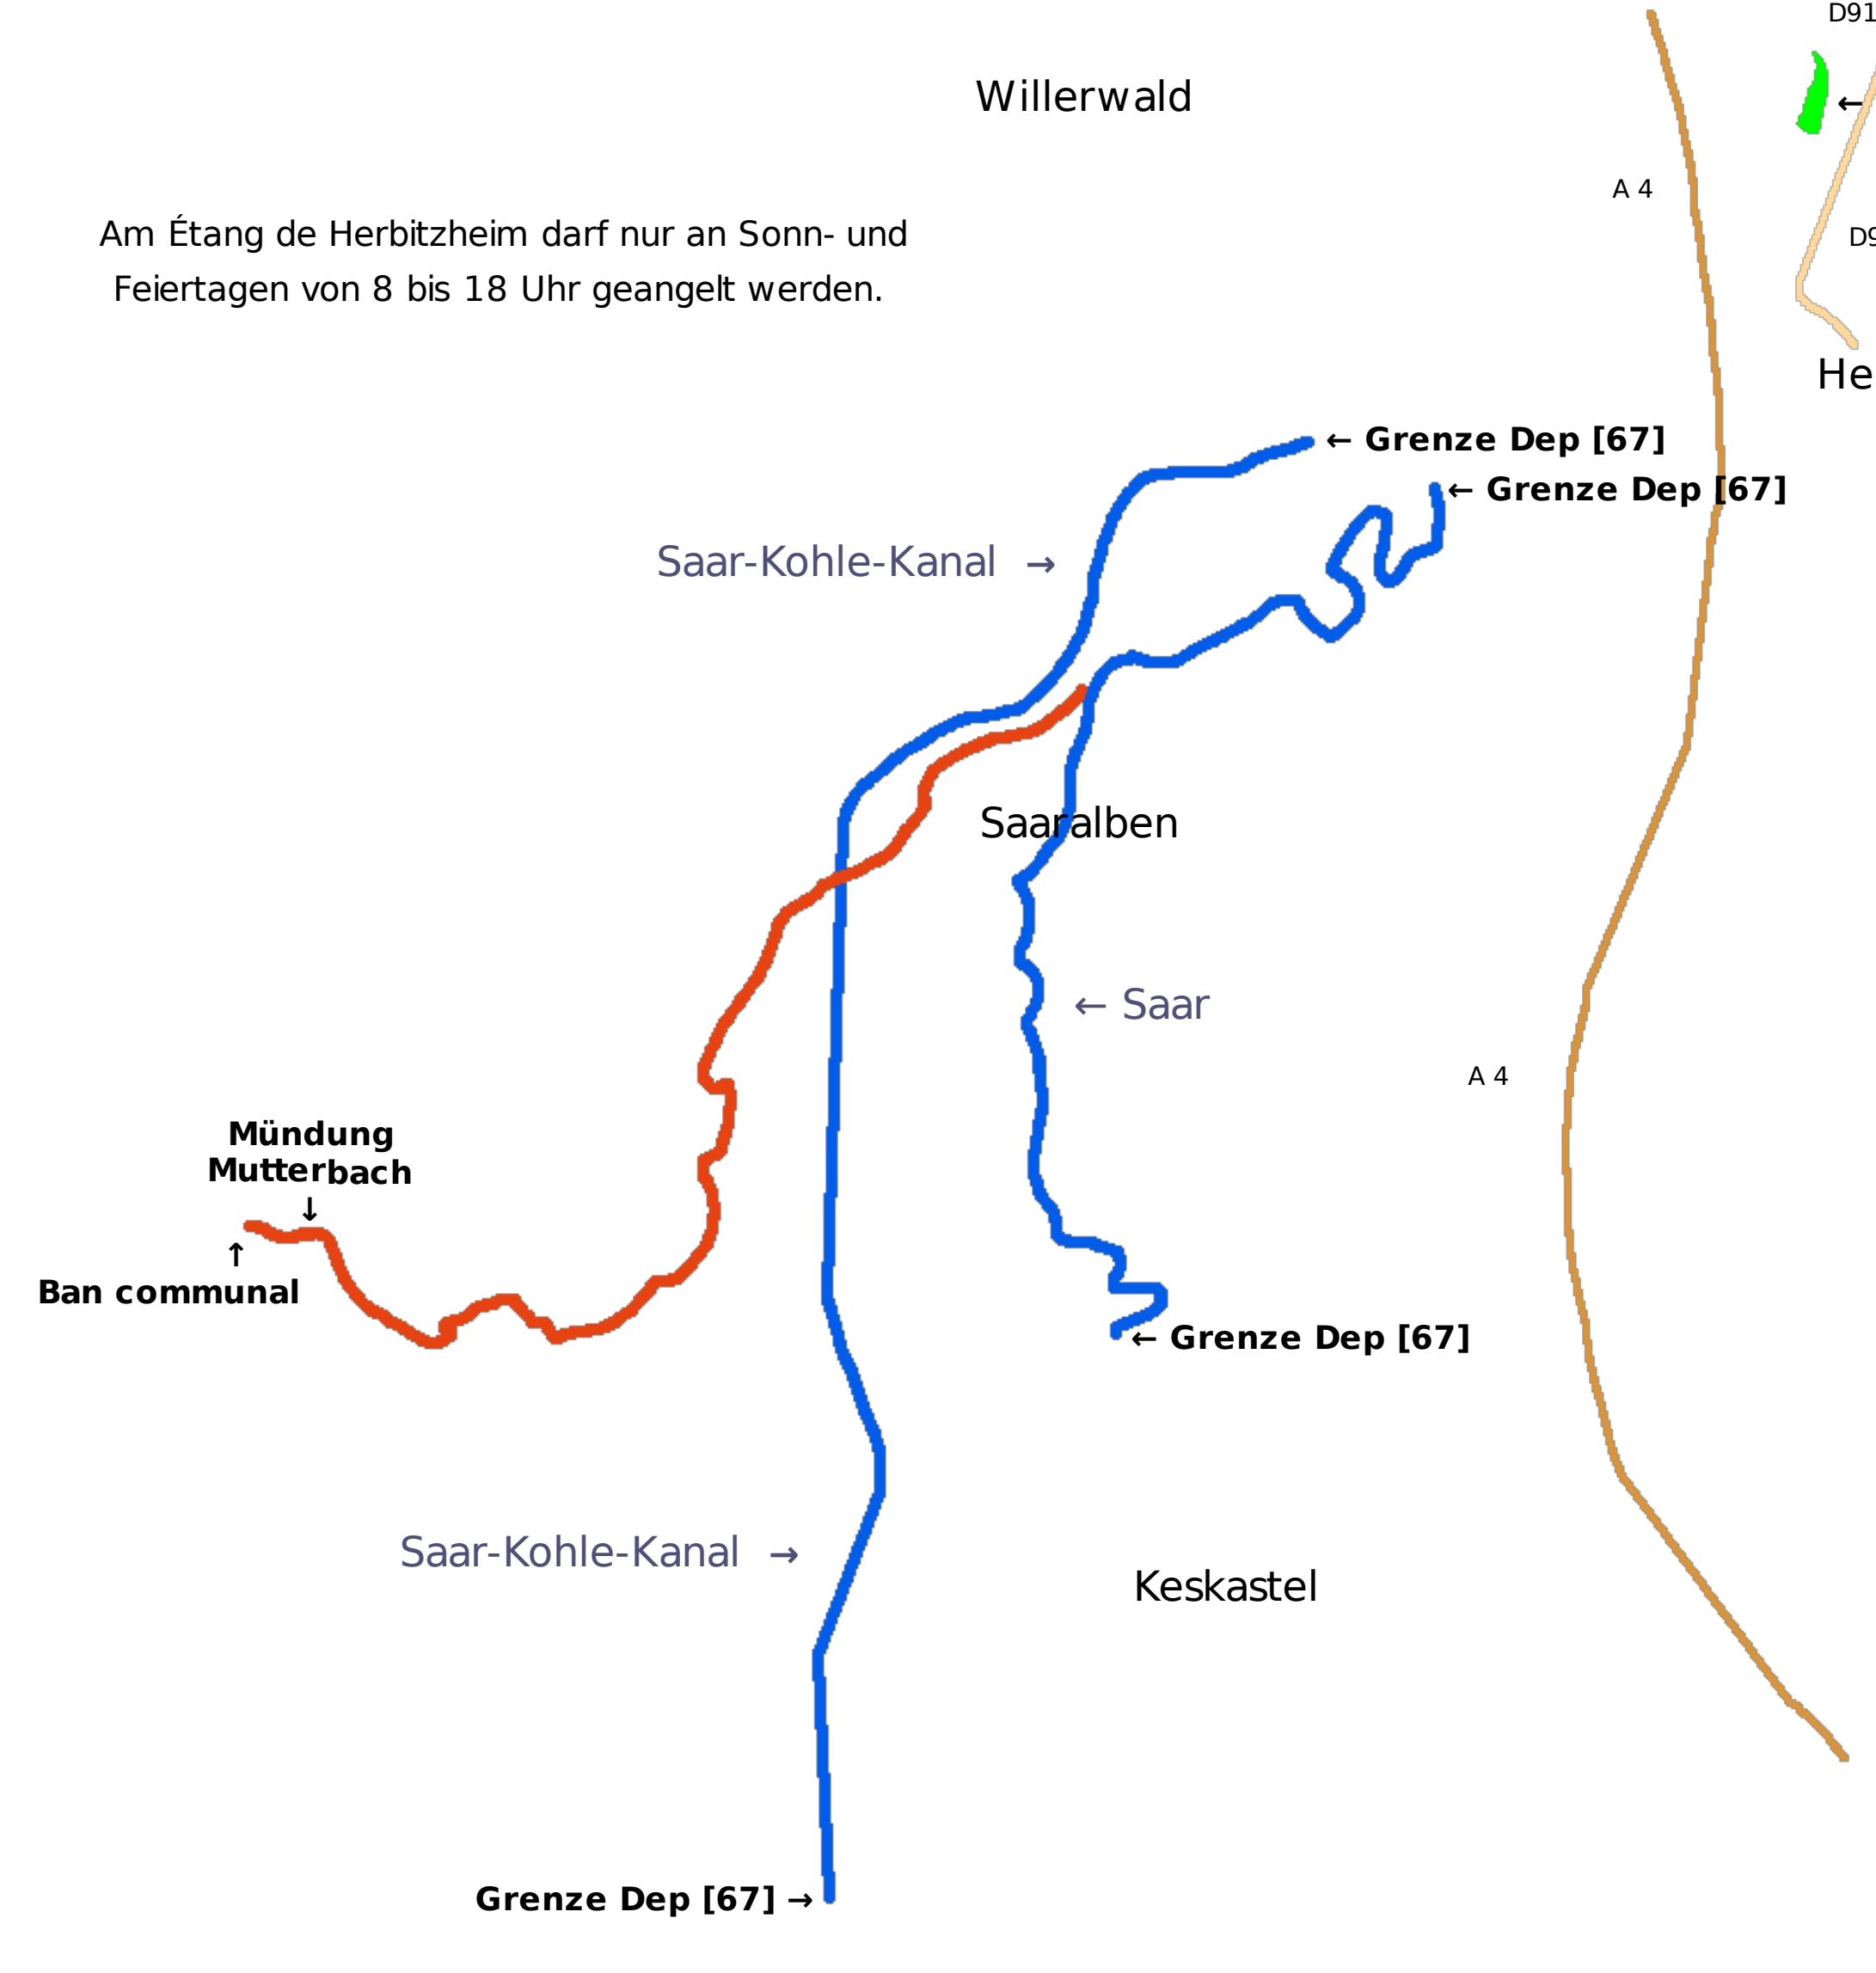 D91
Willerwald
←
A 4
Am Étang de Herbitzheim darf nur an Sonn- und
Feiertagen von 8 bis 18 Uhr geangelt werden.
D9
He
← Grenze Dep [67]
← Grenze Dep [67]
Saar-Kohle-Kanal →
Saaralben
← Saar
A 4
Mündung
Mutterbach
↓
↑
Ban communal
← Grenze Dep [67]
Saar-Kohle-Kanal →
Keskastel
Grenze Dep [67] →